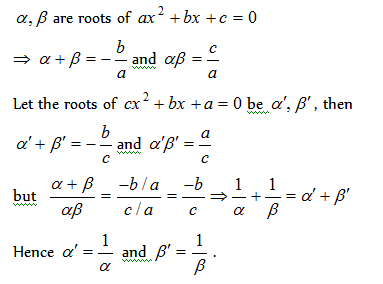 α, β are roots of ax² + bx + c = 0
⇒ α + β = −b/a and αβ = c/a
Let the roots of cx² + bx + a = 0 be α′, β′, then
α′ + β′ = −b/c and α′β′ = a/c
but (α + β)/(αβ) = (−b/a)/(c/a) = −b/c ⇒ 1/α + 1/β = α′ + β′
Hence α′ = 1/α and β′ = 1/β.